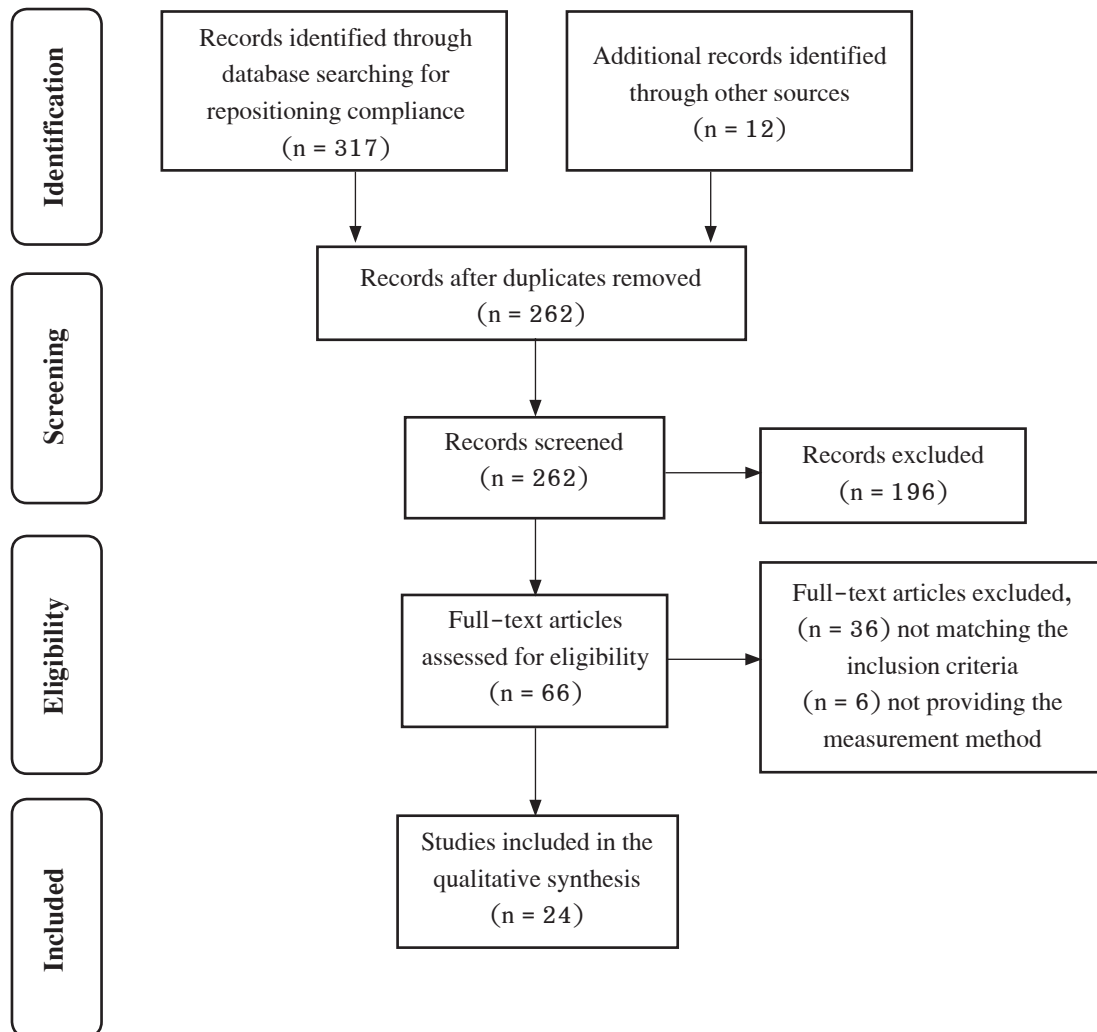 Identification
Records identified through
database searching for
repositioning compliance
(n = 317)
Additional records identified
through other sources
(n = 12)
Screening
Records after duplicates removed
(n = 262)
Records screened
(n = 262)
Records excluded
(n = 196)
Eligibility
Full-text articles
assessed for eligibility
(n = 66)
Full-text articles excluded,
(n = 36) not matching the
inclusion criteria
(n = 6) not providing the
measurement method
Included
Studies included in the
qualitative synthesis
(n = 24)